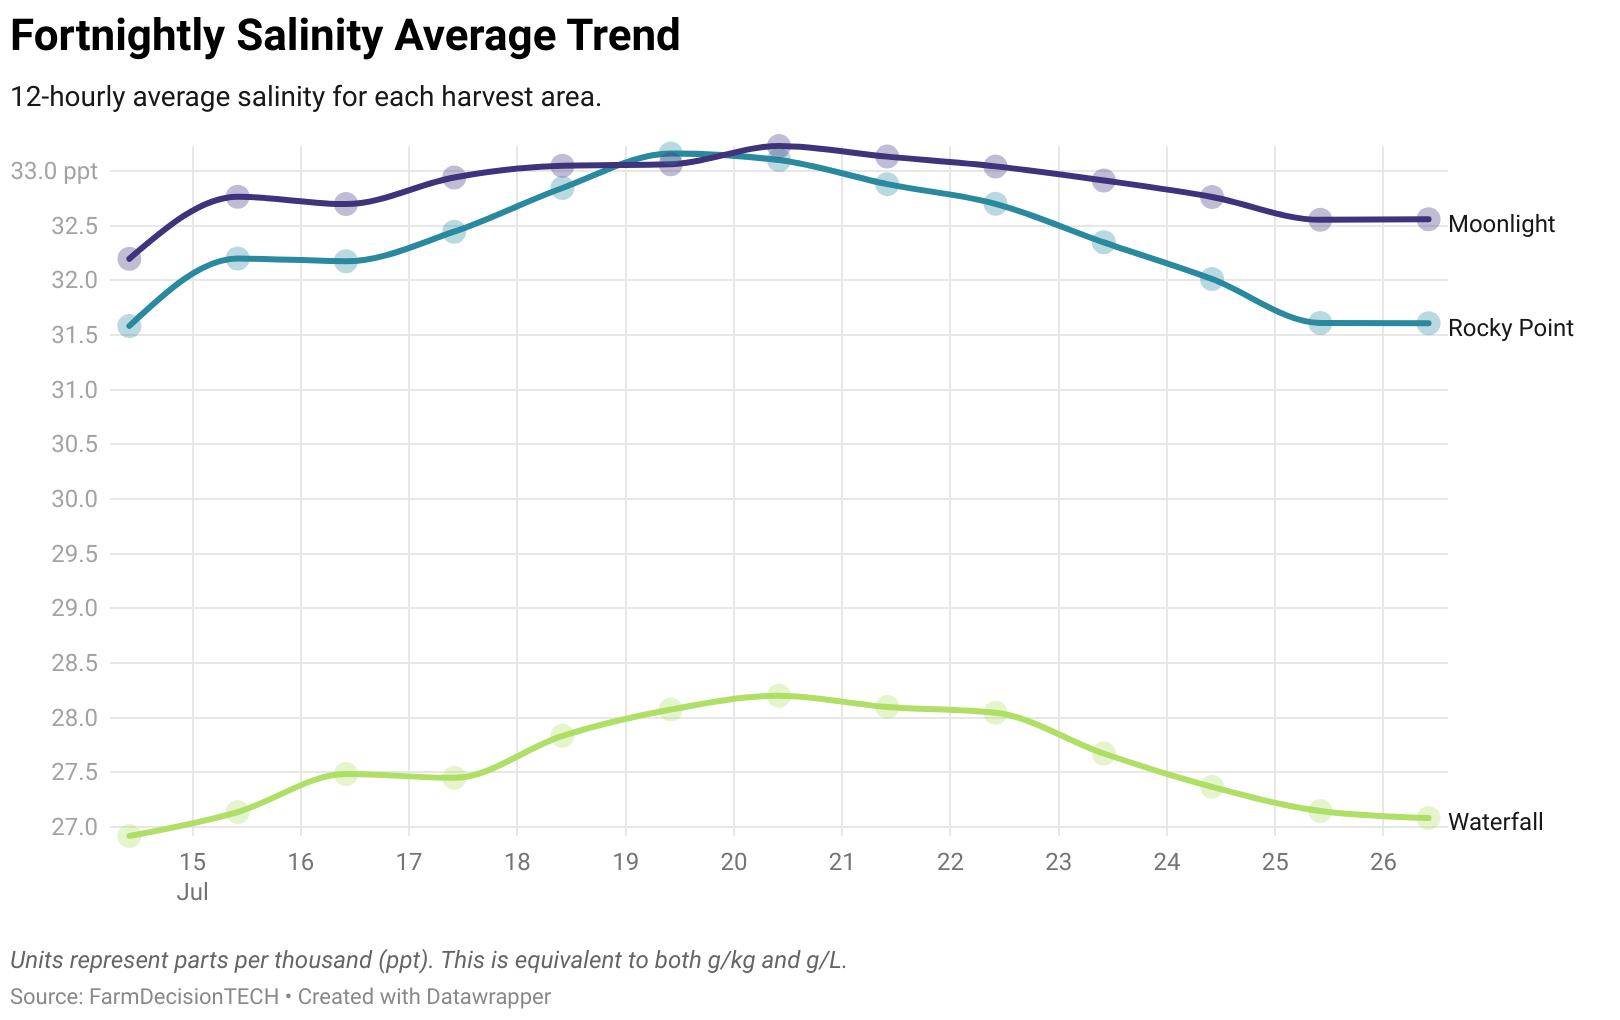 Fortnightly Salinity Average Trend
12-hourly average salinity for each harvest area.
33.0 ppt
32.5
32.0
31.5
31.0
30.5
30.0
29.5
29.0
28.5
28.0
27.5
27.0
Moonlight
Rocky Point
Waterfall
15 16 17 18 19 20 21 22 23 24 25 26
Jul
Units represent parts per thousand (ppt). This is equivalent to both g/kg and g/L.
Source: FarmDecisionTECH • Created with Datawrapper